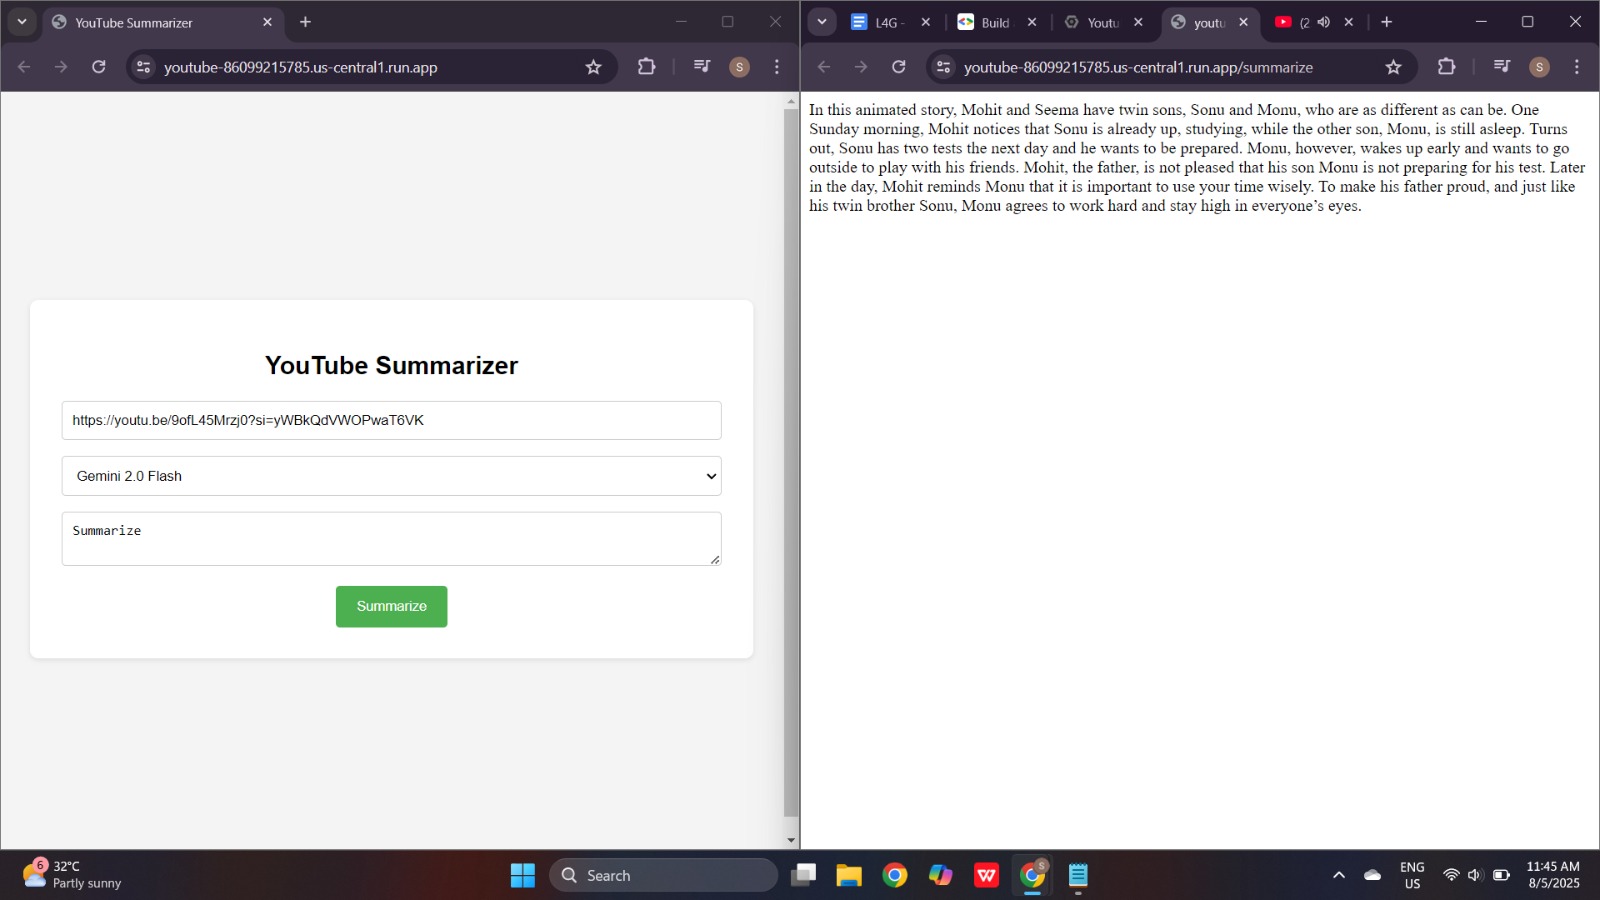 YouTube Summarizer
L4G -
Build
Youtu
youtu
(2
youtube-86099215785.us-central1.run.app
S
youtube-86099215785.us-central1.run.app/summarize
S
In this animated story, Mohit and Seema have twin sons, Sonu and Monu, who are as different as can be. One
Sunday morning, Mohit notices that Sonu is already up, studying, while the other son, Monu, is still asleep. Turns
out, Sonu has two tests the next day and he wants to be prepared. Monu, however, wakes up early and wants to go
outside to play with his friends. Mohit, the father, is not pleased that his son Monu is not preparing for his test. Later
in the day, Mohit reminds Monu that it is important to use your time wisely. To make his father proud, and just like
his twin brother Sonu, Monu agrees to work hard and stay high in everyone’s eyes.
YouTube Summarizer
https://youtu.be/9ofL45Mrzj0?si=yWBkQdVWOPwaT6VK
Gemini 2.0 Flash
Summarize
Summarize
6
32°C
Partly sunny
Search
W
S
ENG
US
11:45 AM
8/5/2025